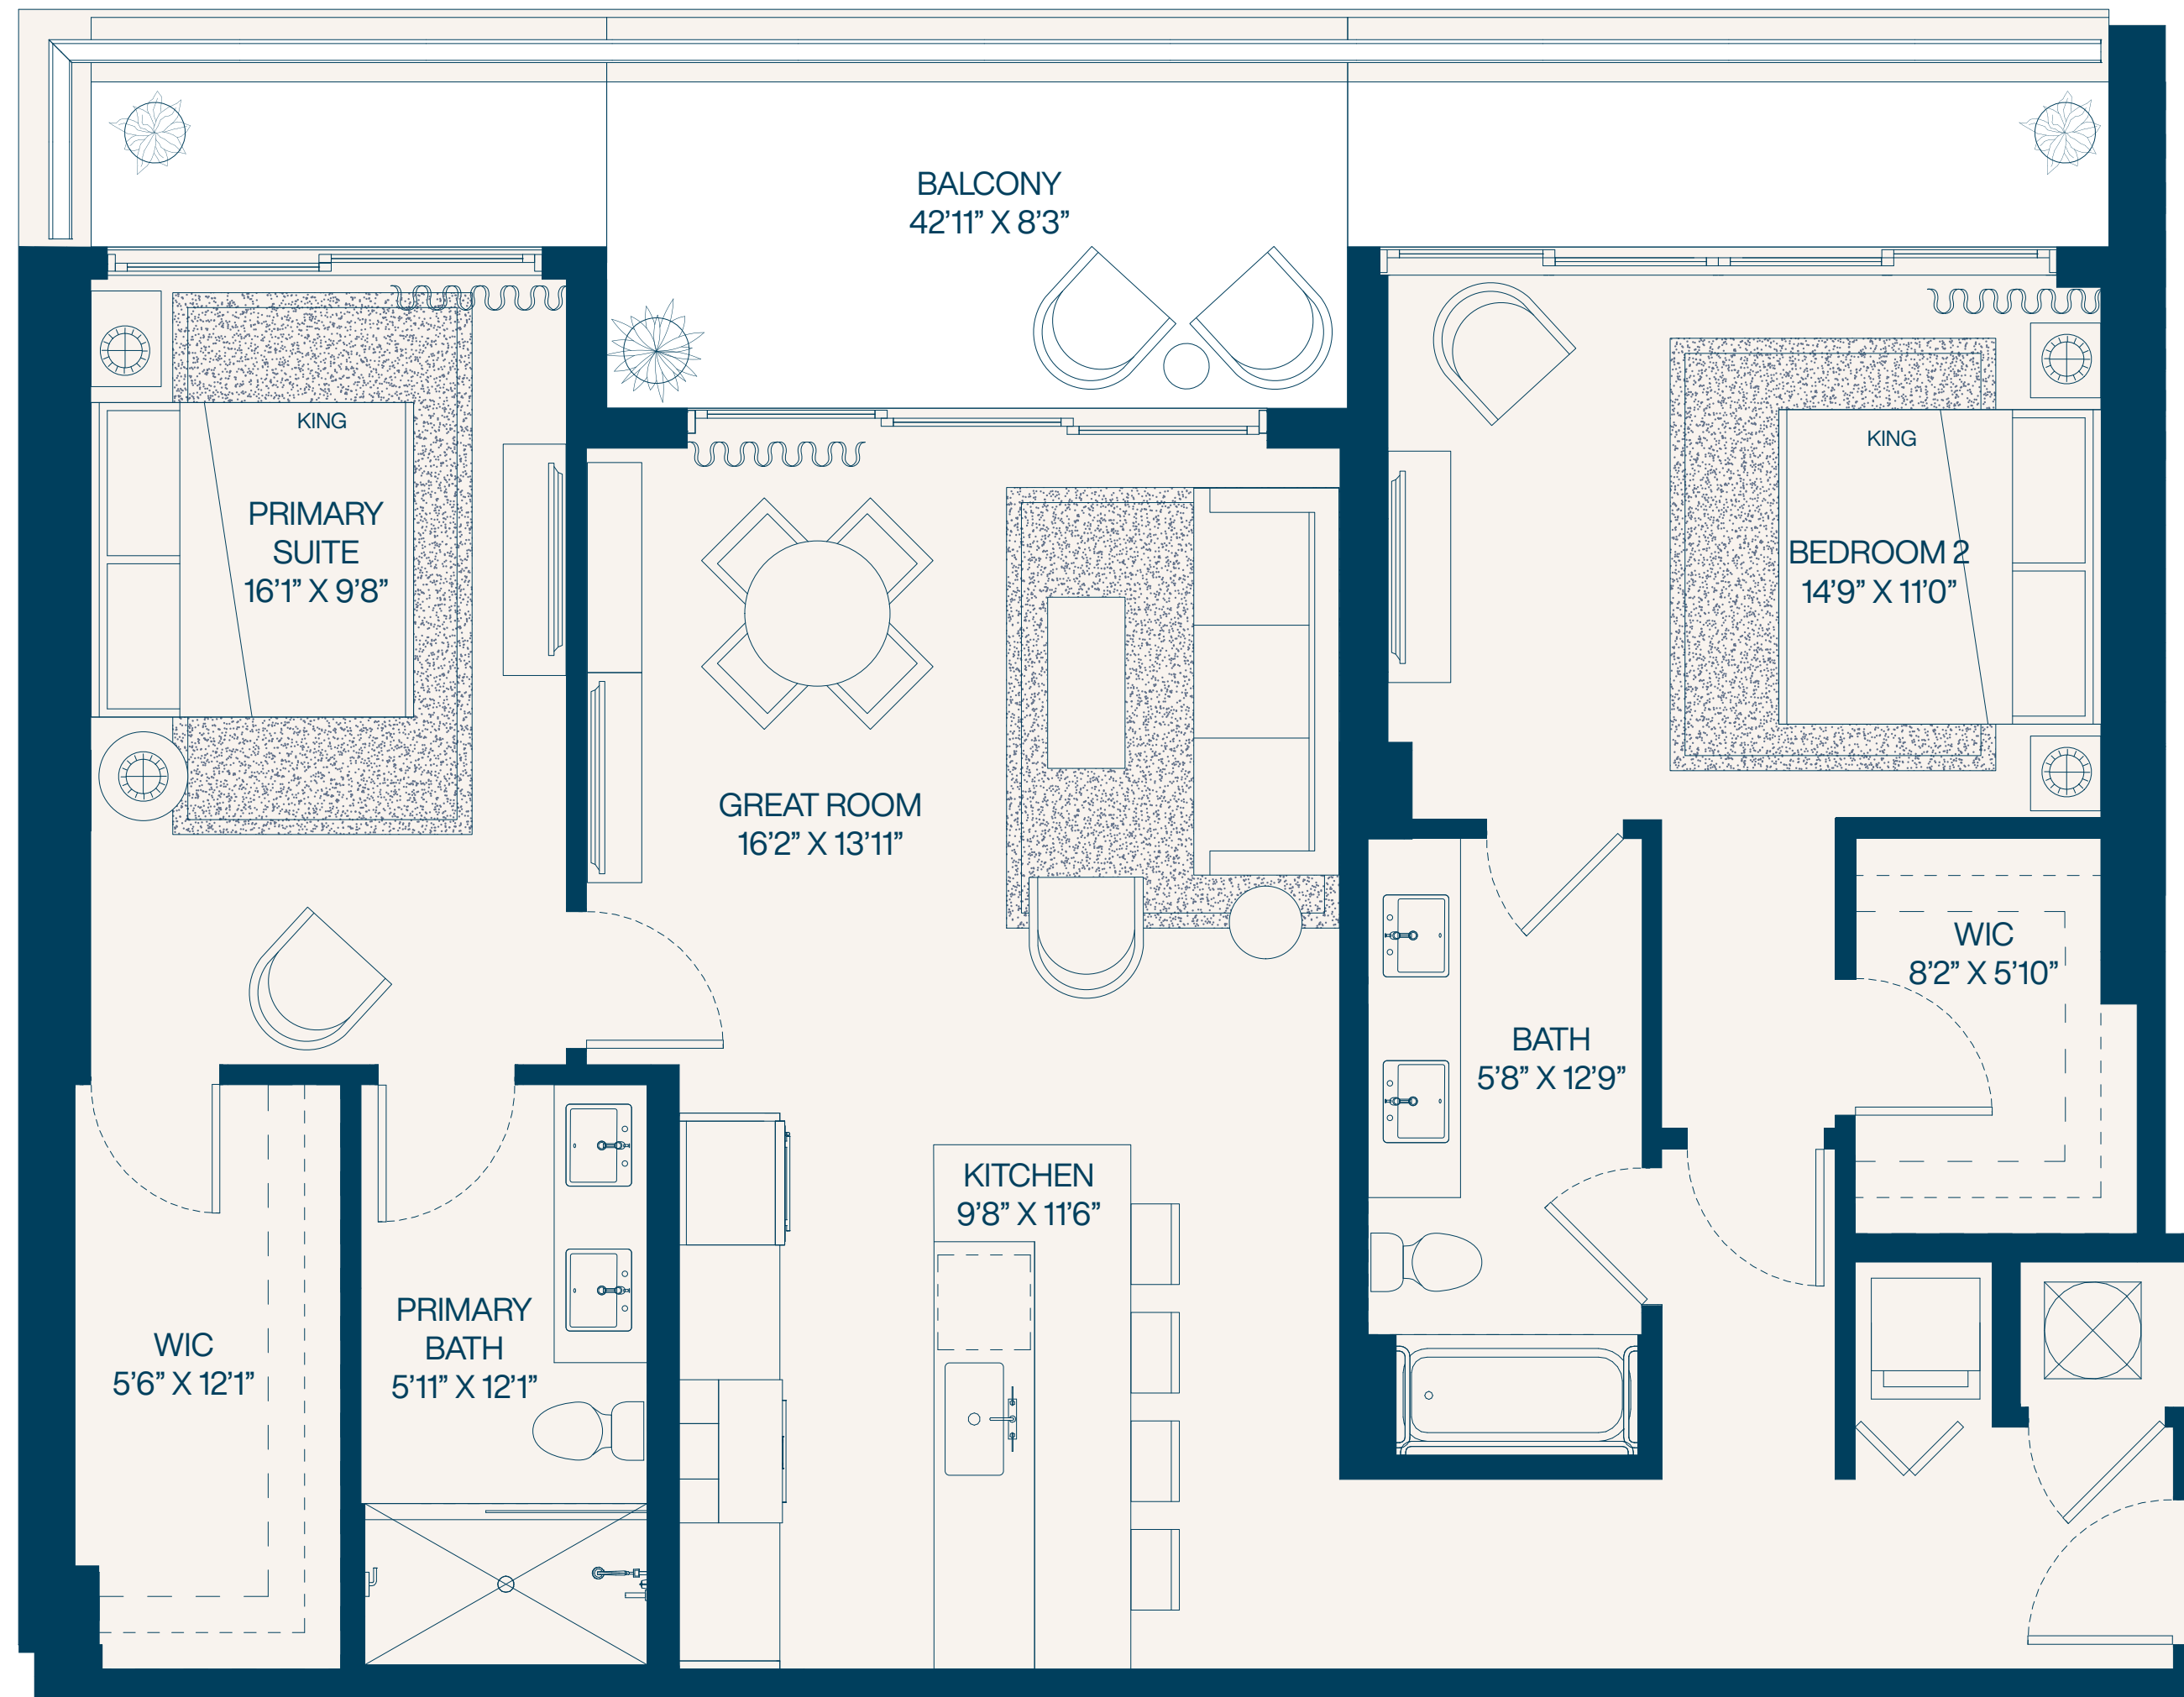 BALCONY
42’11” X 8’3”
KING
PRIMARY
SUITE
16’1” X 9’8”
KING
BEDROOM 2
14’9” X 11’0”
GREAT ROOM
16’2” X 13’11”
WIC
8’2” X 5’10”
BATH
5’8” X 12’9”
KITCHEN
9’8” X 11’6”
PRIMARY
BATH
5’11” X 12’1”
WIC
5’6” X 12’1”